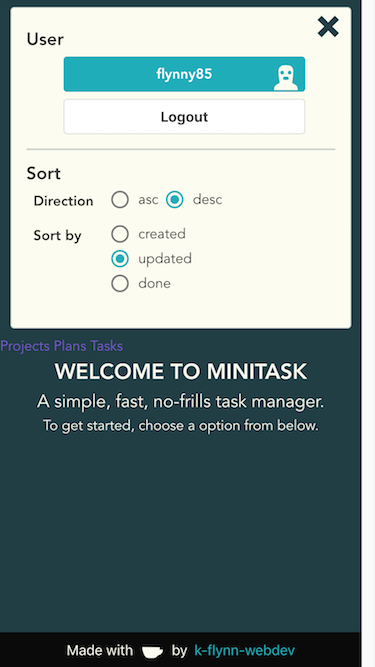 User
flynny85
Logout
Sort
Direction asc desc
Sort by created
updated
done
Projects Plans Tasks
WELCOME TO MINITASK
A simple, fast, no-frills task manager.
To get started, choose a option from below.
Made with by k-flynn-webdev